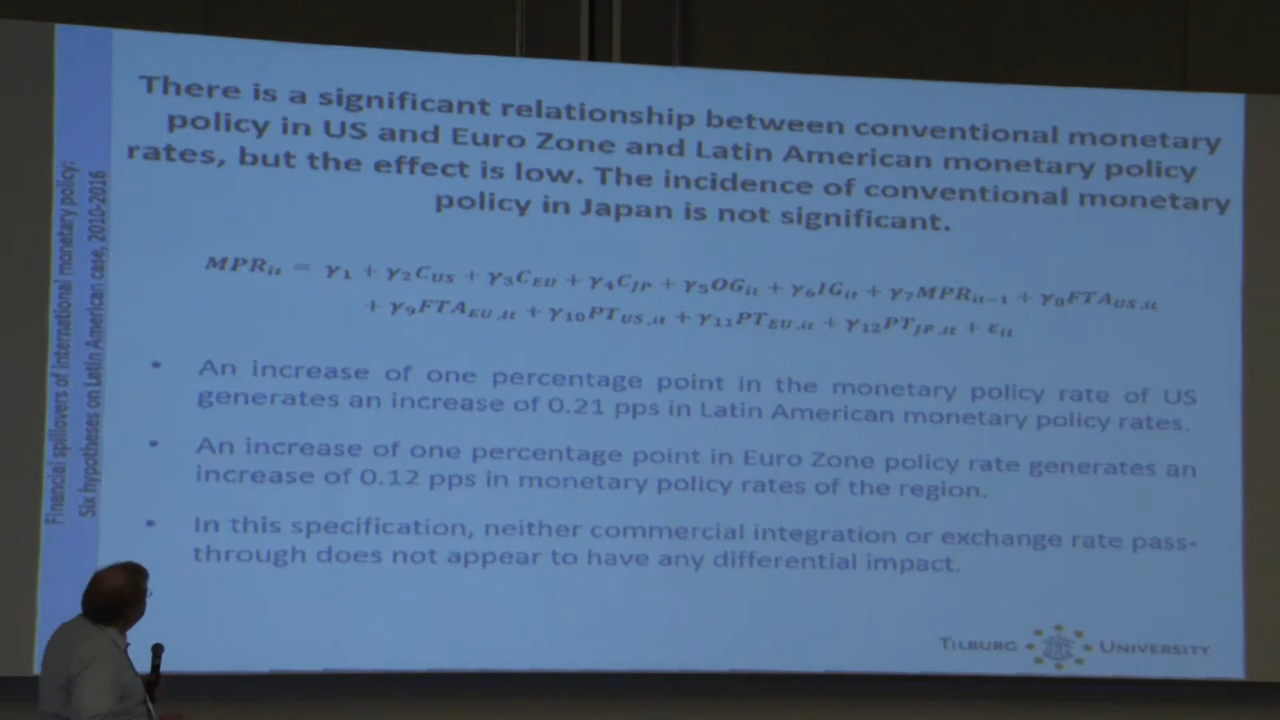 Financial spillovers of international monetary policy:
Six hypotheses on Latin American case, 2010-2016
There is a significant relationship between conventional monetary
policy in US and Euro Zone and Latin American monetary policy
rates, but the effect is low. The incidence of conventional monetary
policy in Japan is not significant.
MPRᵢₜ = γ₁ + γ₂C_US + γ₃C_EU + γ₄C_JP + γ₅OGᵢₜ + γ₆IGᵢₜ + γ₇MPRᵢₜ₋₁ + γ₈FTA_US,ᵢₜ
+ γ₉FTA_EU,ᵢₜ + γ₁₀PT_US,ᵢₜ + γ₁₁PT_EU,ᵢₜ + γ₁₂PT_JP,ᵢₜ + εᵢₜ
• An increase of one percentage point in the monetary policy rate of US
generates an increase of 0.21 pps in Latin American monetary policy rates.
• An increase of one percentage point in Euro Zone policy rate generates an
increase of 0.12 pps in monetary policy rates of the region.
• In this specification, neither commercial integration or exchange rate pass-
through does not appear to have any differential impact.
TILBURG UNIVERSITY